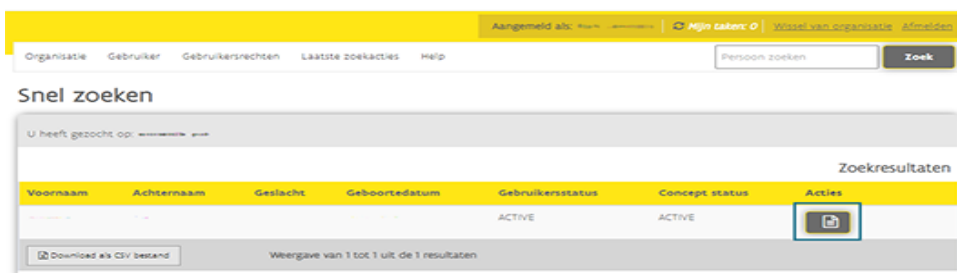 Aangemeld als: Mijn taken: 0 Wissel van organisatie Afmelden
Organisatie Gebruiker Gebruikersrechten Laatste zoekacties Help Persoon zoeken Zoek
Snel zoeken
U heeft gezocht op:
Zoekresultaten
Voornaam Achternaam Geslacht Geboortedatum Gebruikersstatus Concept status Acties
ACTIVE ACTIVE
Download als CSV bestand Weergave van 1 tot 1 uit de 1 resultaten